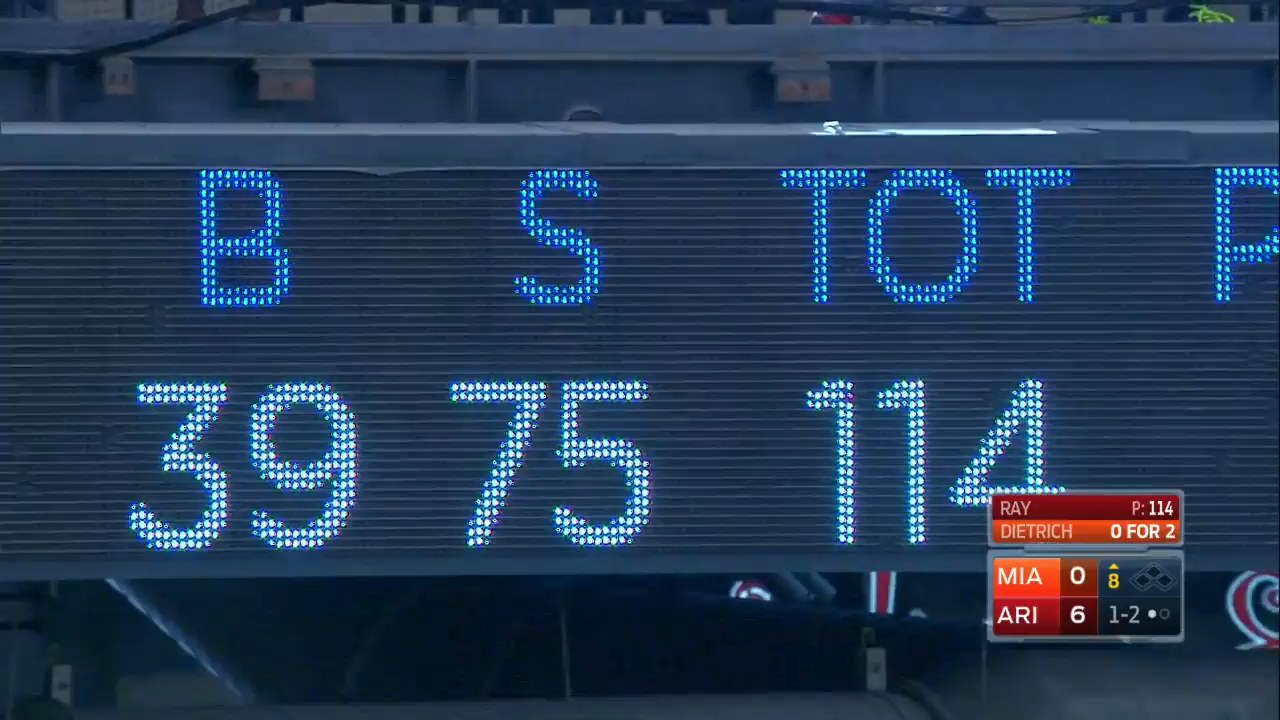 B S TOT P
39 75 114
RAY P: 114
DIETRICH 0 FOR 2
MIA 0 8
ARI 6 1-2